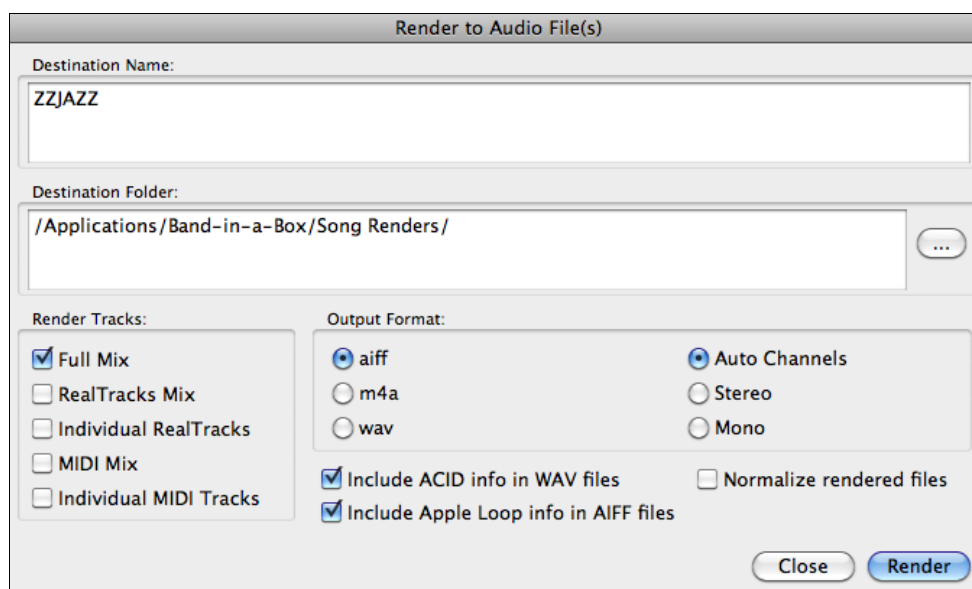 Render to Audio File(s)
Destination Name:
ZZJAZZ
Destination Folder:
/Applications/Band-in-a-Box/Song Renders/
...
Render Tracks:
Full Mix
RealTracks Mix
Individual RealTracks
MIDI Mix
Individual MIDI Tracks
Output Format:
aiff
m4a
wav
Auto Channels
Stereo
Mono
Include ACID info in WAV files
Normalize rendered files
Include Apple Loop info in AIFF files
Close
Render